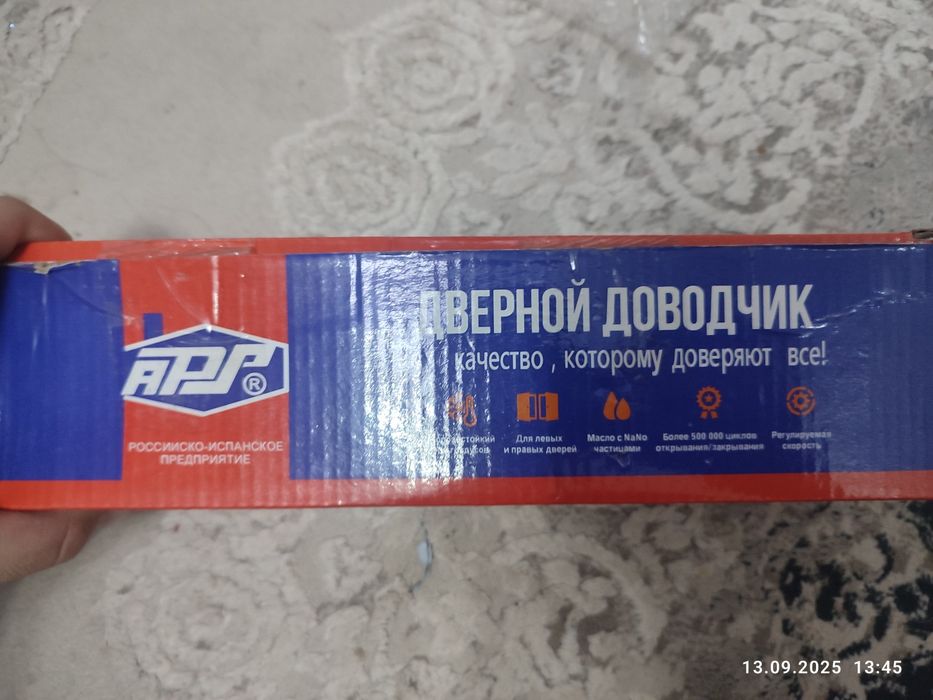 ДВЕРНОЙ ДОВОДЧИК
качество , которому доверяют все!
APS®
РОССИЙСКО-ИСПАНСКОЕ
ПРЕДПРИЯТИЕ
Для левых
и правых дверей
Масло с NaNo
частицами
Более 500 000 циклов
открывания/закрывания
Регулируемая
скорость
13.09.2025 13:45